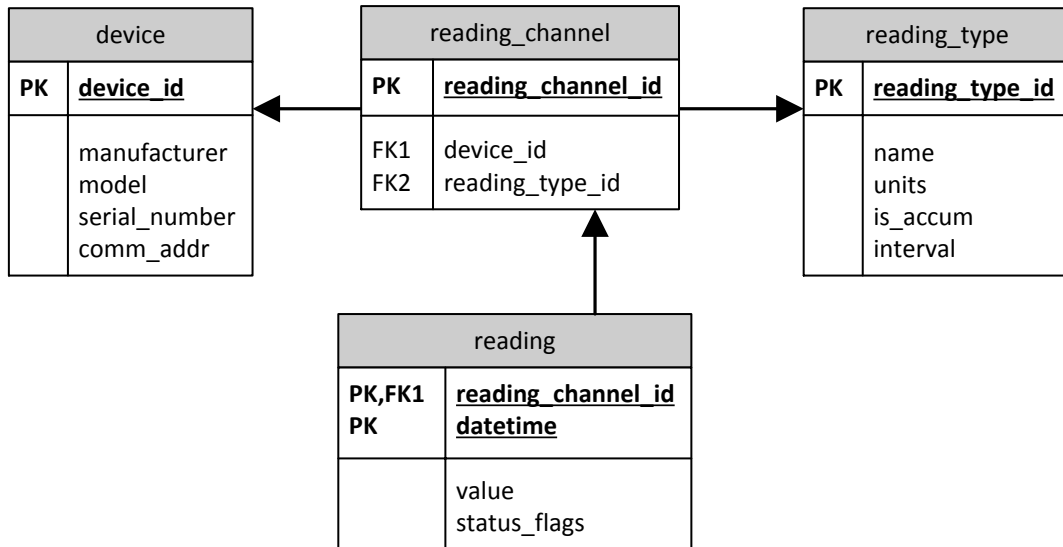 device
PK device_id
manufacturer
model
serial_number
comm_addr
reading_channel
PK reading_channel_id
FK1 device_id
FK2 reading_type_id
reading_type
PK reading_type_id
name
units
is_accum
interval
reading
PK,FK1 reading_channel_id
PK datetime
value
status_flags